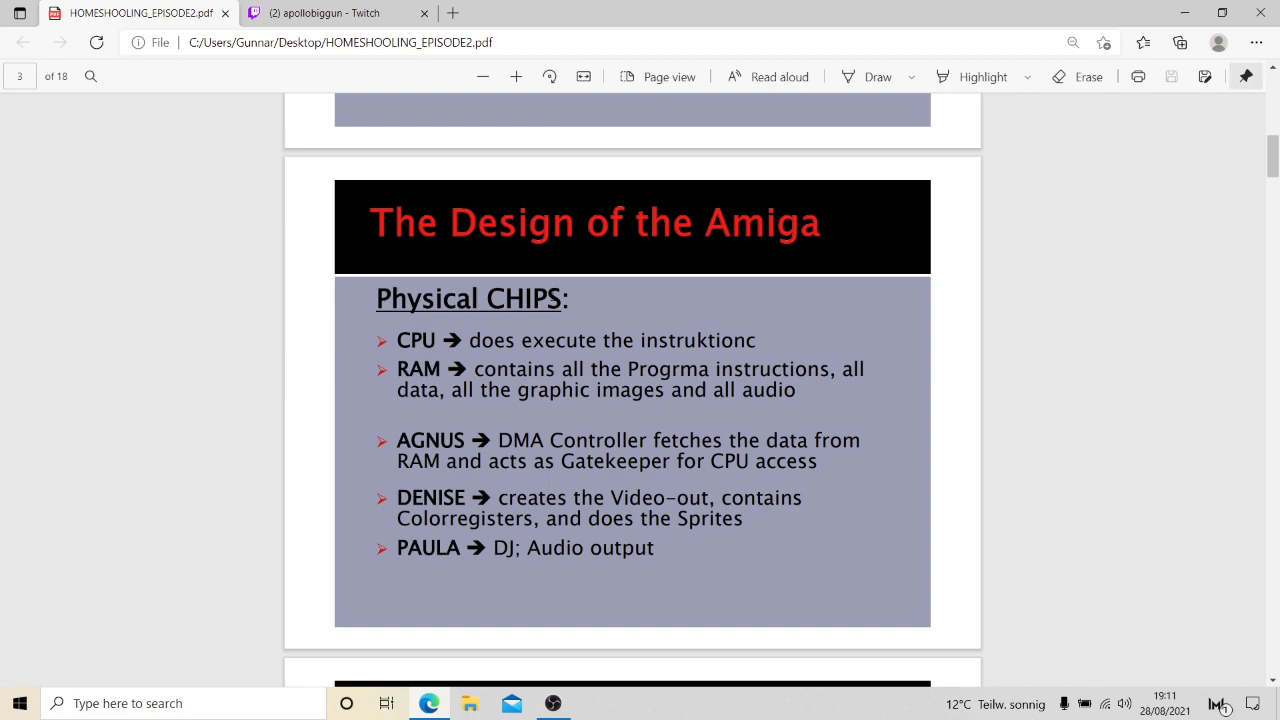 HOMESHOOLING_EPISODE2.pdf
(2) apollobiggun - Twitch
File
C:/Users/Gunnar/Desktop/HOMESHOOLING_EPISODE2.pdf
3 of 18
Page view
Read aloud
Draw
Highlight
Erase
The Design of the Amiga
Physical CHIPS:
CPU ➔ does execute the instruktionc
RAM ➔ contains all the Progrma instructions, all
data, all the graphic images and all audio
AGNUS ➔ DMA Controller fetches the data from
RAM and acts as Gatekeeper for CPU access
DENISE ➔ creates the Video-out, contains
Colorregisters, and does the Sprites
PAULA ➔ DJ; Audio output
Type here to search
12°C Teilw. sonnig
19:11
28/08/2021
1